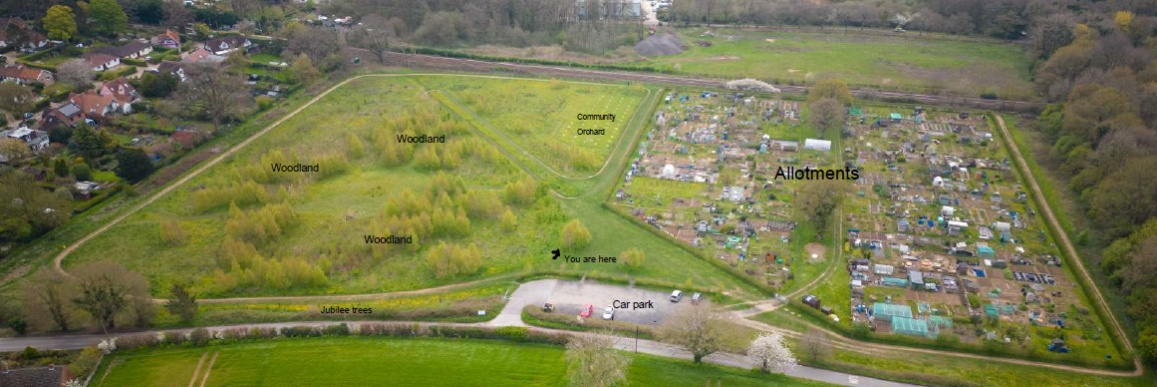 Community
Orchard
Woodland
Woodland
Allotments
Woodland
You are here
Car park
Jubilee trees